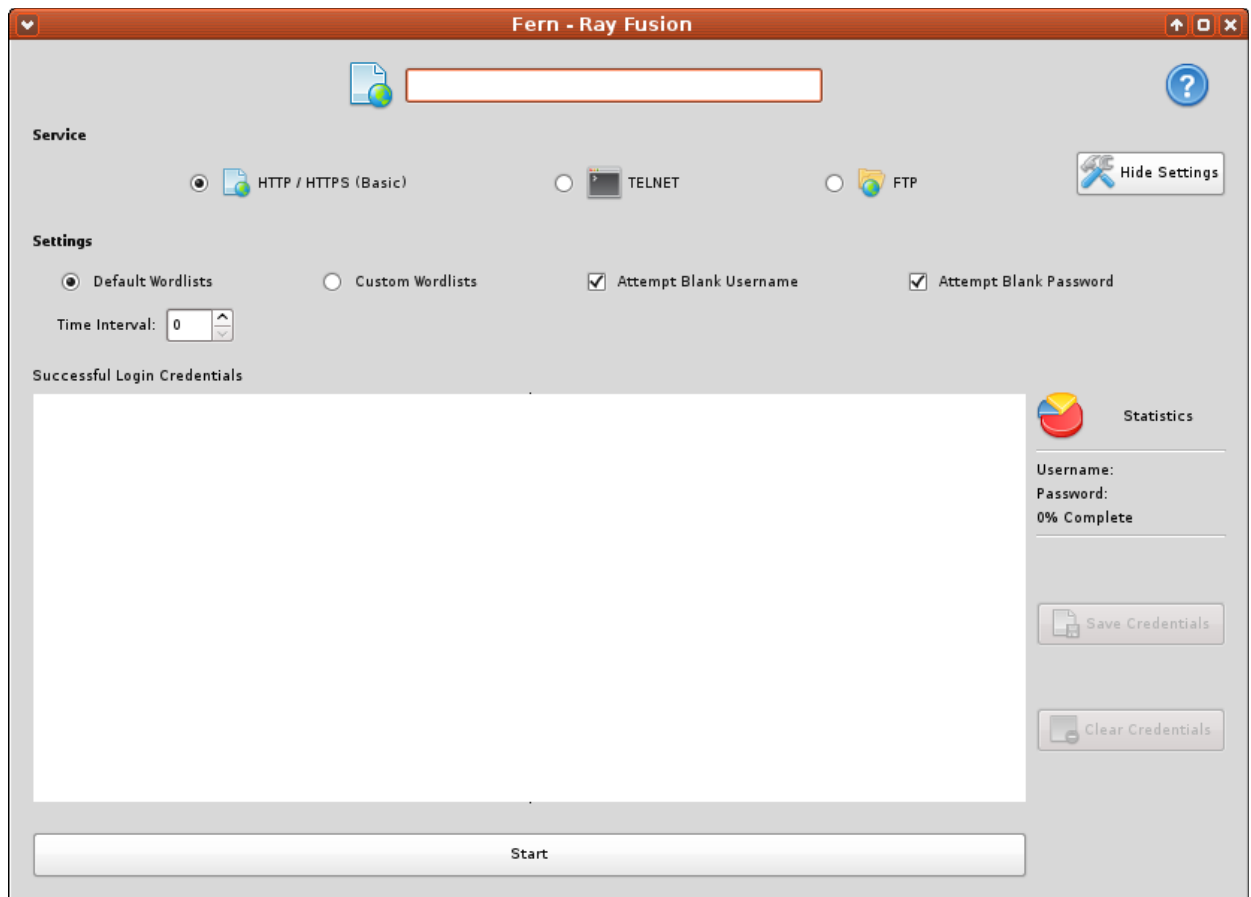 Fern - Ray Fusion
?
Service
HTTP / HTTPS (Basic) TELNET FTP
Hide Settings
Settings
Default Wordlists Custom Wordlists Attempt Blank Username Attempt Blank Password
Time Interval: 0
Successful Login Credentials
Statistics
Username:
Password:
0% Complete
Save Credentials
Clear Credentials
Start